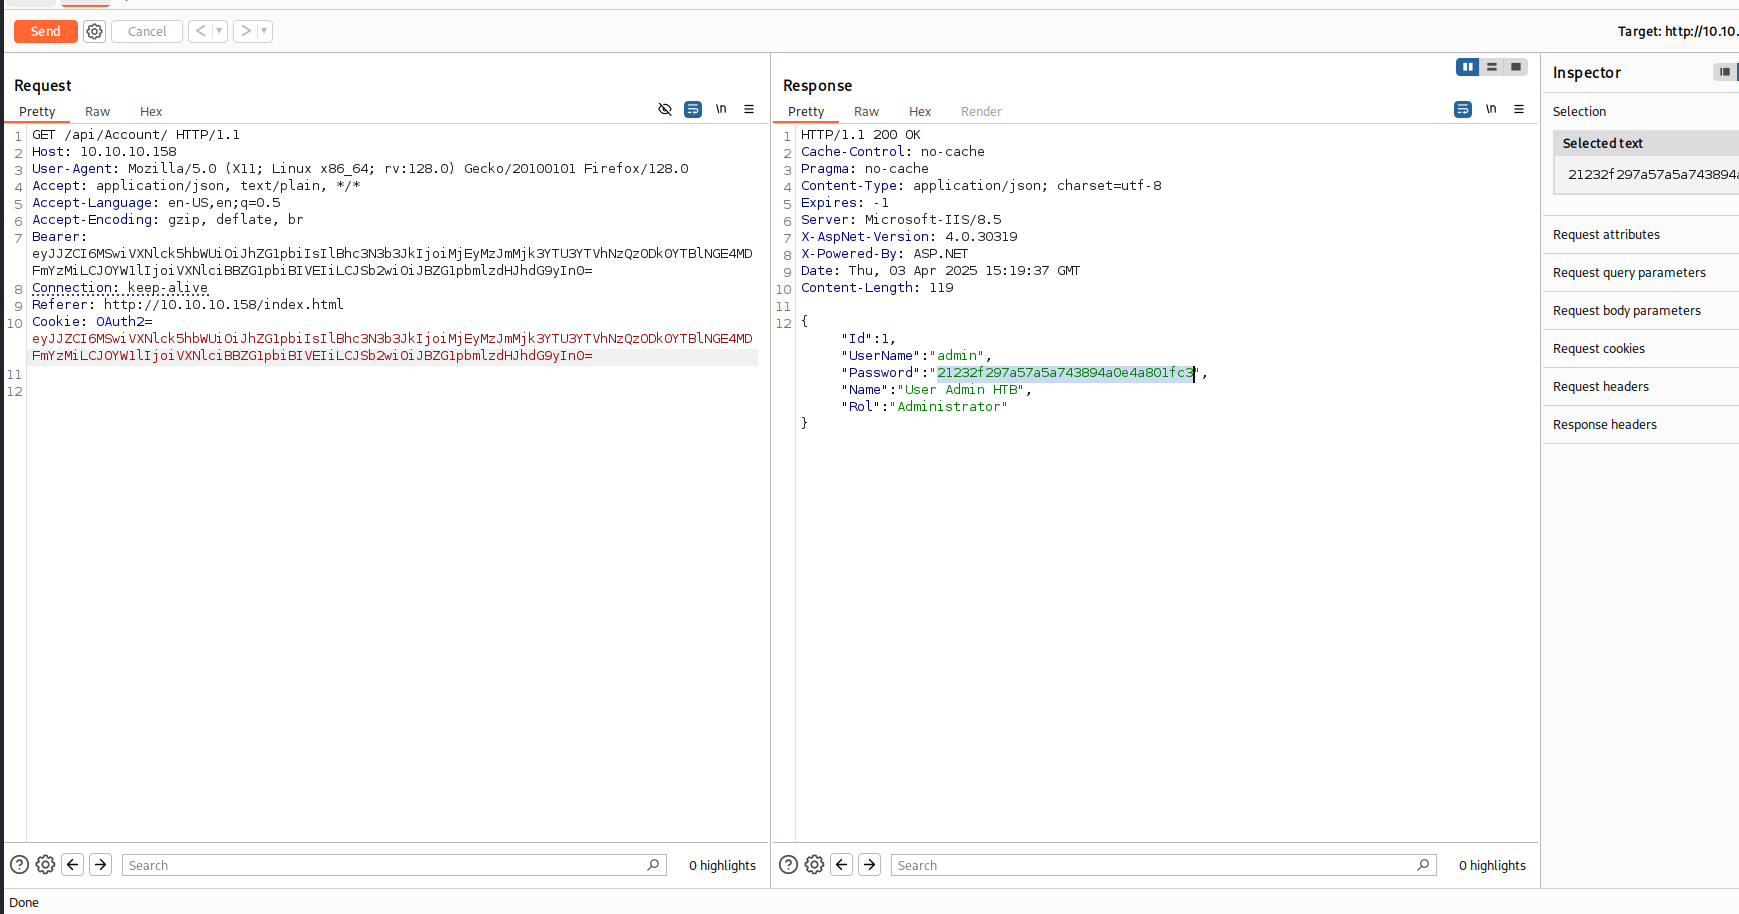 Send
Cancel
Target: http://10.10.
Request
Pretty Raw Hex
\n
1 GET /api/Account/ HTTP/1.1
2 Host: 10.10.10.158
3 User-Agent: Mozilla/5.0 (X11; Linux x86_64; rv:128.0) Gecko/20100101 Firefox/128.0
4 Accept: application/json, text/plain, */*
5 Accept-Language: en-US,en;q=0.5
6 Accept-Encoding: gzip, deflate, br
7 Bearer:
eyJJZCI6MSwiVXNlck5hbWUiOiJhZG1pbiIsIlBhc3N3b3JkIjoiMjEyMzJmMjk3YTU3YTVhNzQzODk0YTBlNGE4MD
FmYzMiLCJOYW1lIjoiVXNlciBBZG1pbiBIVEIiLCJSb2wiOiJBZG1pbmlzdHJhdG9yIn0=
8 Connection: keep-alive
9 Referer: http://10.10.10.158/index.html
10 Cookie: OAuth2=
eyJJZCI6MSwiVXNlck5hbWUiOiJhZG1pbiIsIlBhc3N3b3JkIjoiMjEyMzJmMjk3YTU3YTVhNzQzODk0YTBlNGE4MD
FmYzMiLCJOYW1lIjoiVXNlciBBZG1pbiBIVEIiLCJSb2wiOiJBZG1pbmlzdHJhdG9yIn0=
11
12
0 highlights
Search
Response
Pretty Raw Hex Render
\n
1 HTTP/1.1 200 OK
2 Cache-Control: no-cache
3 Pragma: no-cache
4 Content-Type: application/json; charset=utf-8
5 Expires: -1
6 Server: Microsoft-IIS/8.5
7 X-AspNet-Version: 4.0.30319
8 X-Powered-By: ASP.NET
9 Date: Thu, 03 Apr 2025 15:19:37 GMT
10 Content-Length: 119
11
12 {
"Id":1,
"UserName":"admin",
"Password":"21232f297a57a5a743894a0e4a801fc3",
"Name":"User Admin HTB",
"Rol":"Administrator"
}
Search
0 highlights
Inspector
Selection
Selected text
21232f297a57a5a743894
Request attributes
Request query parameters
Request body parameters
Request cookies
Request headers
Response headers
Done